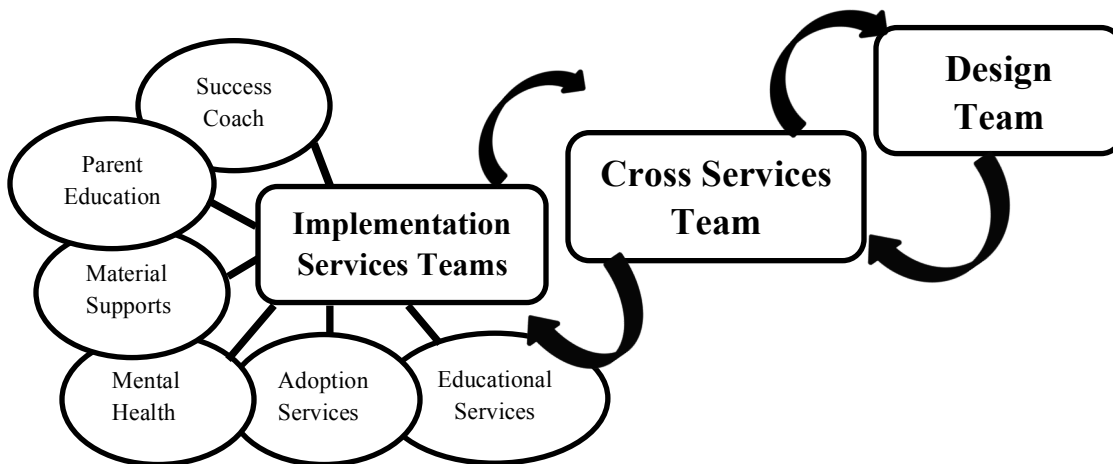 Success
Coach
Parent
Education
Material
Supports
Mental
Health
Adoption
Services
Educational
Services
Implementation
Services Teams
Cross Services
Team
Design
Team